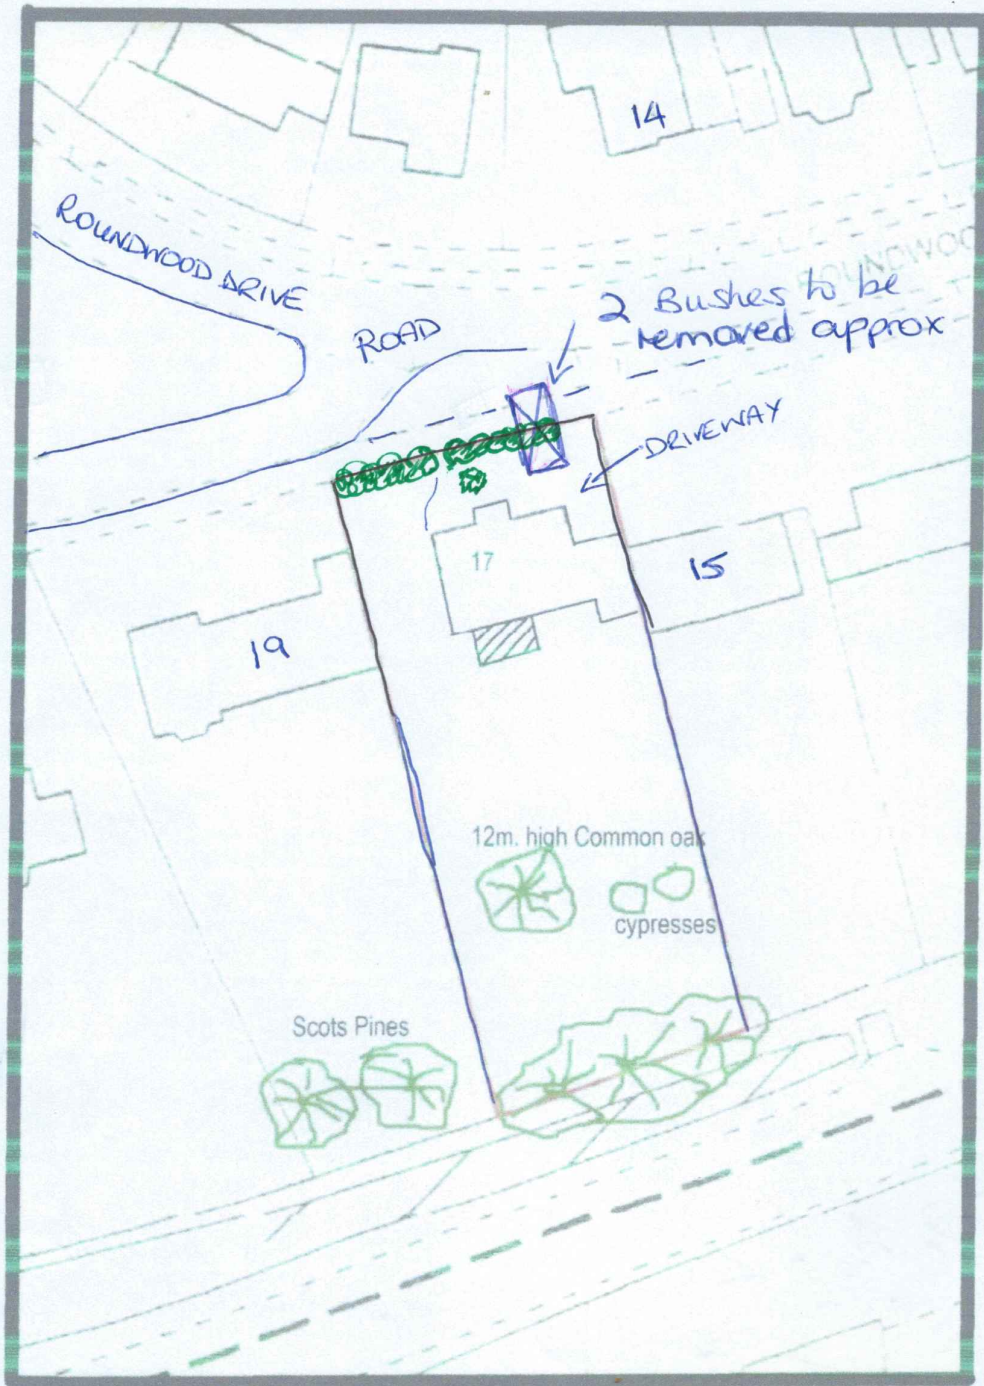 14
ROUNDWOOD DRIVE
ROUNDWOO
ROAD
2 Bushes to be
removed approx
DRIVEWAY
17
15
19
12m. high Common oak
cypresses
Scots Pines